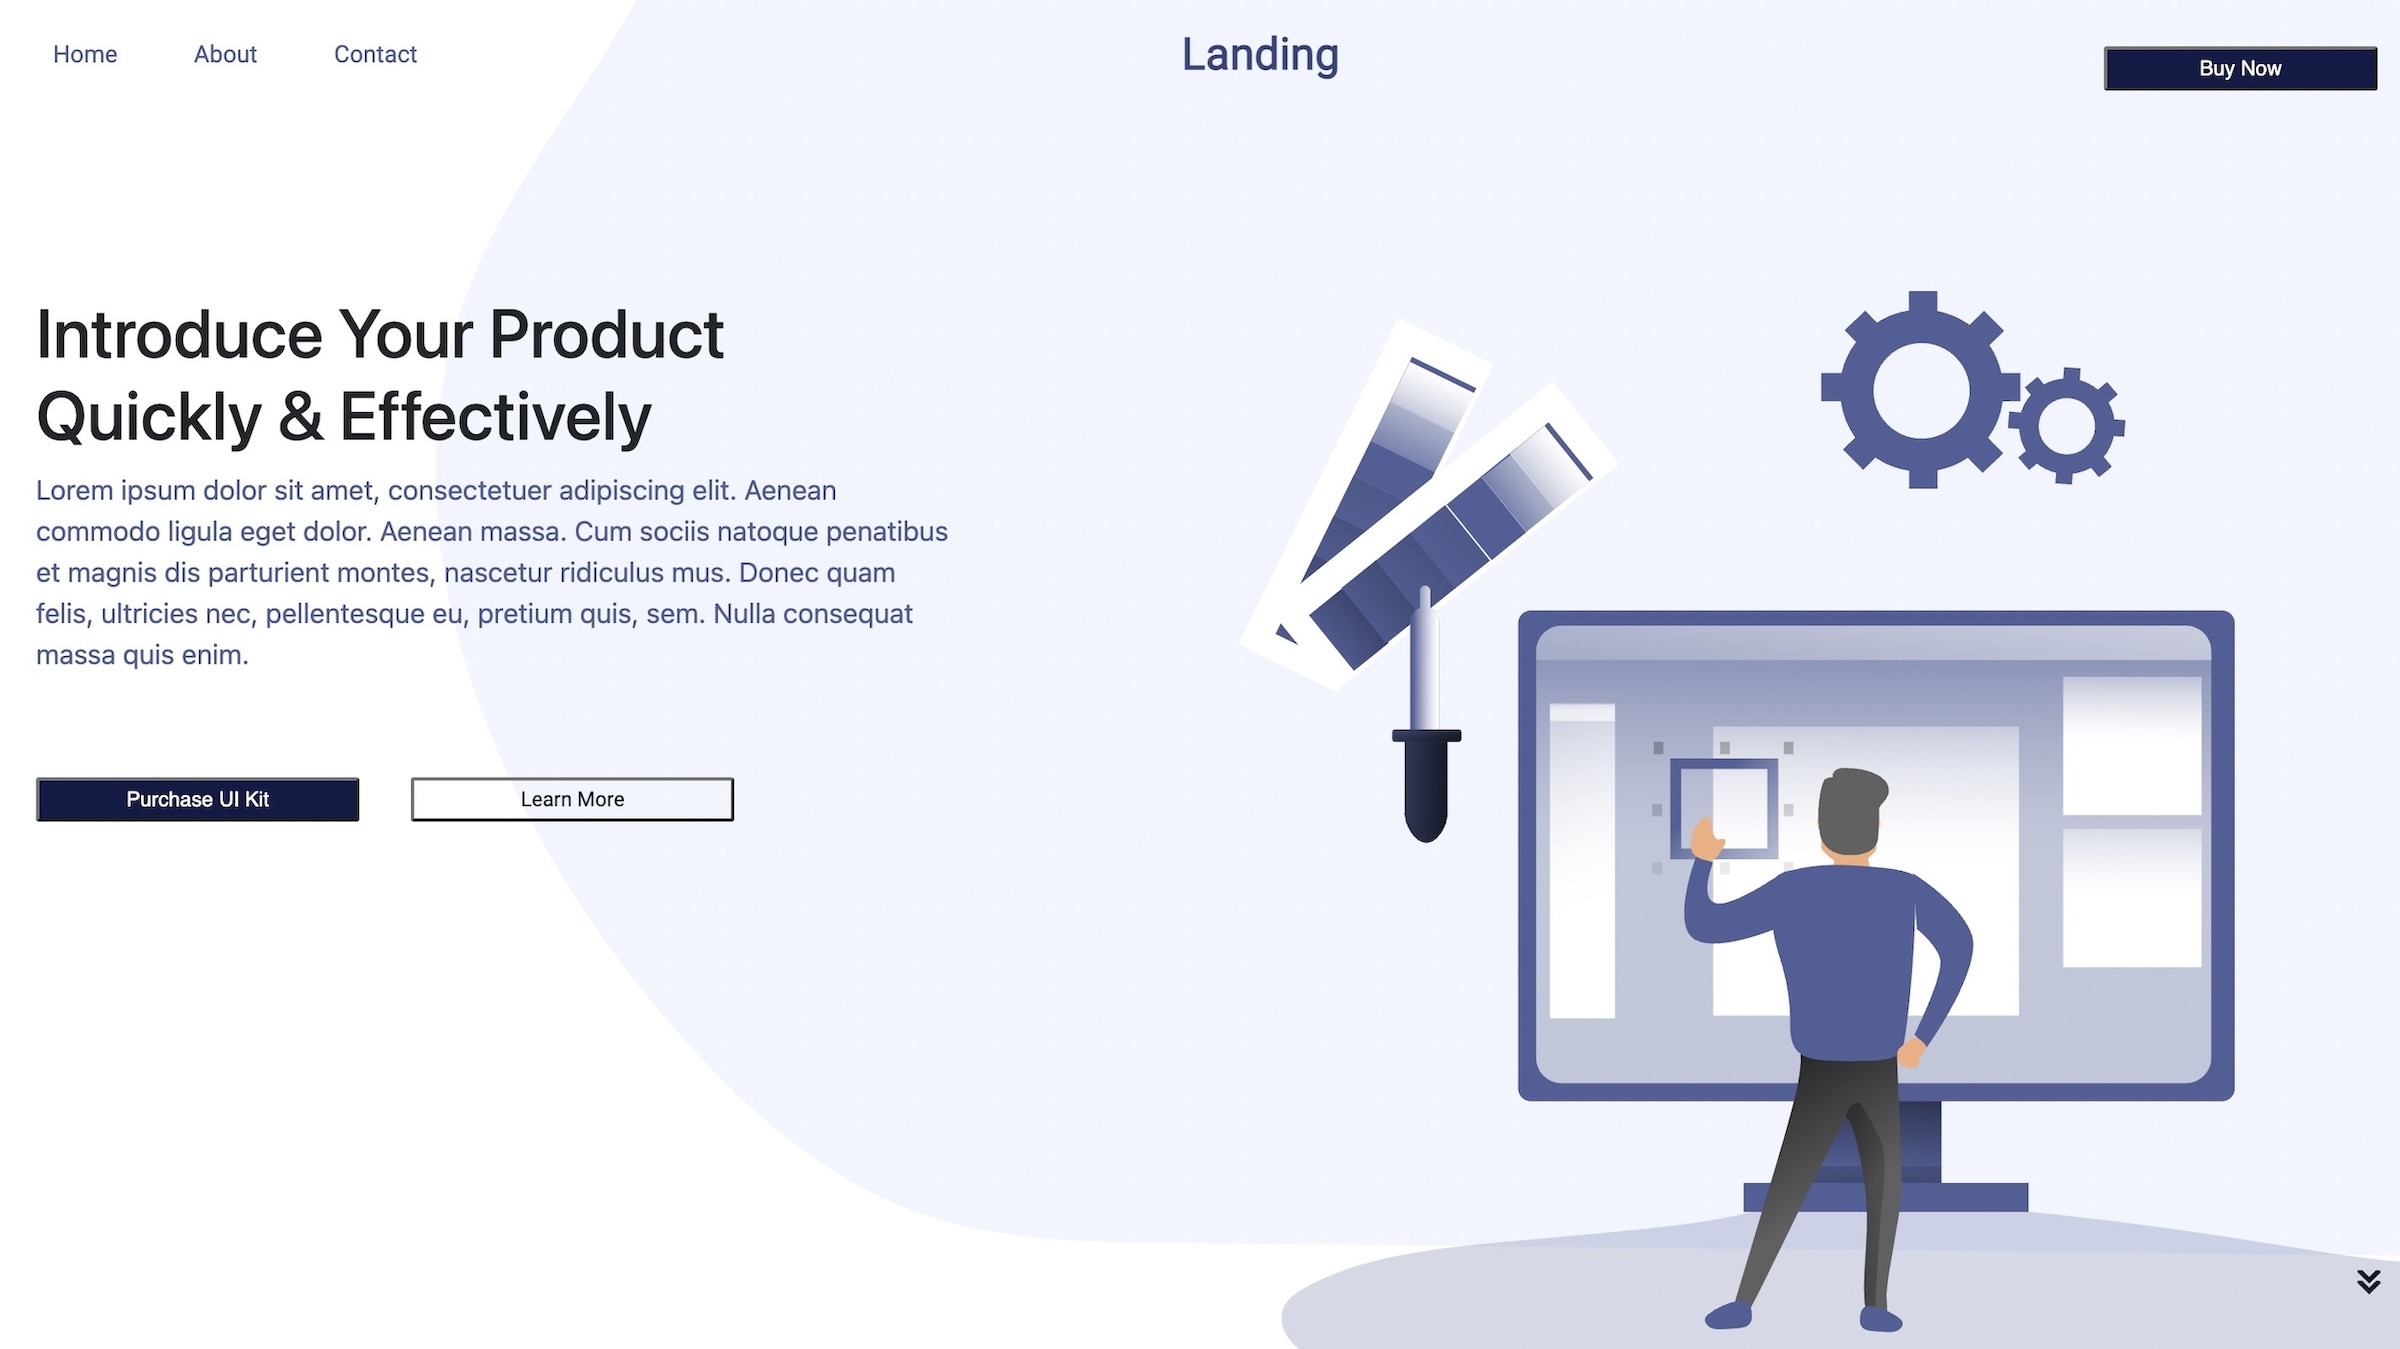 Home About Contact Landing Buy Now
Introduce Your Product
Quickly & Effectively
Lorem ipsum dolor sit amet, consectetuer adipiscing elit. Aenean
commodo ligula eget dolor. Aenean massa. Cum sociis natoque penatibus
et magnis dis parturient montes, nascetur ridiculus mus. Donec quam
felis, ultricies nec, pellentesque eu, pretium quis, sem. Nulla consequat
massa quis enim.
Purchase UI Kit Learn More